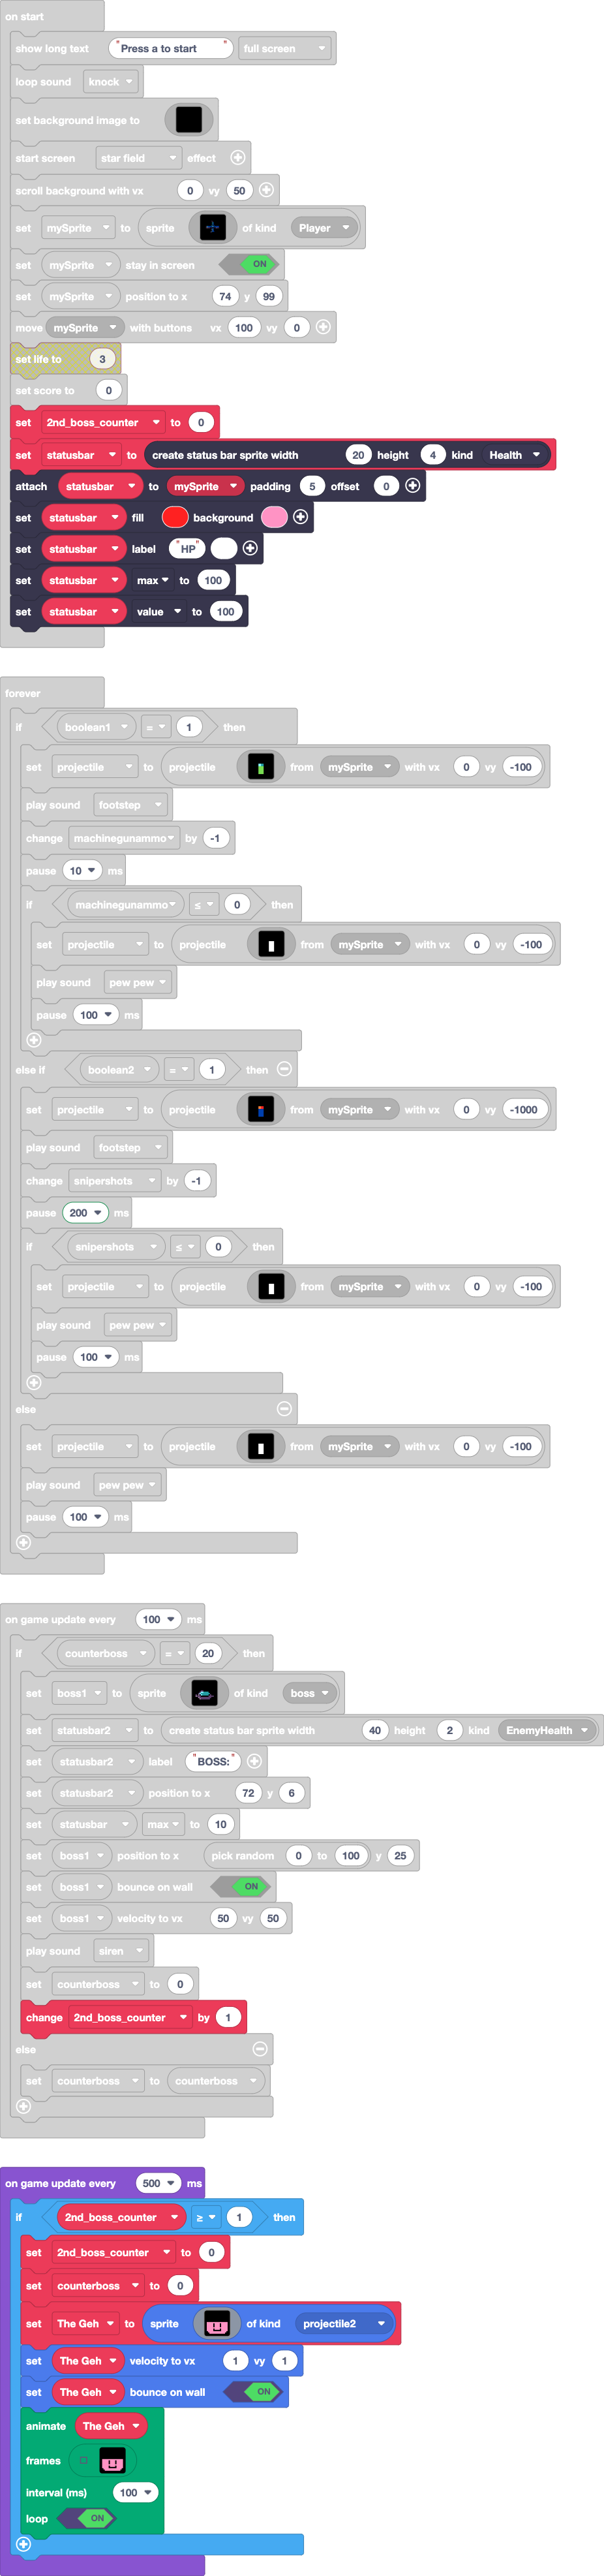 on start
show long text "Press a to start" full screen
loop sound knock
set background image to
start screen star field effect
scroll background with vx 0 vy 50
set mySprite to sprite of kind Player
set mySprite stay in screen ON
set mySprite position to x 74 y 99
move mySprite with buttons vx 100 vy 0
set life to 3
set score to 0
set 2nd_boss_counter to 0
set statusbar to create status bar sprite width 20 height 4 kind Health
attach statusbar to mySprite padding 5 offset 0
set statusbar fill background
set statusbar label "HP"
set statusbar max to 100
set statusbar value to 100
forever
if boolean1 = 1 then
set projectile to projectile from mySprite with vx 0 vy -100
play sound footstep
change machinegunammo by -1
pause 10 ms
if machinegunammo ≤ 0 then
set projectile to projectile from mySprite with vx 0 vy -100
play sound pew pew
pause 100 ms
else if boolean2 = 1 then
set projectile to projectile from mySprite with vx 0 vy -1000
play sound footstep
change snipershots by -1
pause 200 ms
if snipershots ≤ 0 then
set projectile to projectile from mySprite with vx 0 vy -100
play sound pew pew
pause 100 ms
else
set projectile to projectile from mySprite with vx 0 vy -100
play sound pew pew
pause 100 ms
on game update every 100 ms
if counterboss = 20 then
set boss1 to sprite of kind boss
set statusbar2 to create status bar sprite width 40 height 2 kind EnemyHealth
set statusbar2 label "BOSS:"
set statusbar2 position to x 72 y 6
set statusbar max to 10
set boss1 position to x pick random 0 to 100 y 25
set boss1 bounce on wall ON
set boss1 velocity to vx 50 vy 50
play sound siren
set counterboss to 0
change 2nd_boss_counter by 1
else
set counterboss to counterboss
on game update every 500 ms
if 2nd_boss_counter ≥ 1 then
set 2nd_boss_counter to 0
set counterboss to 0
set The Geh to sprite of kind projectile2
set The Geh velocity to vx 1 vy 1
set The Geh bounce on wall ON
animate The Geh
frames
interval (ms) 100
loop ON